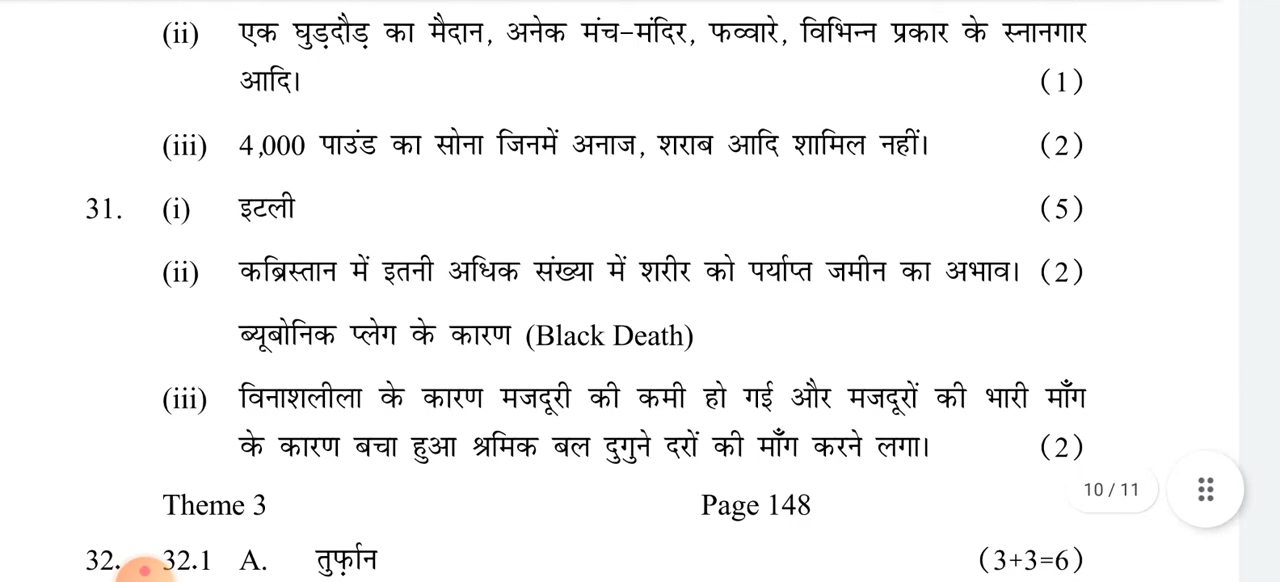 (ii) एक घुड़दौड़ का मैदान, अनेक मंच-मंदिर, फव्वारे, विभिन्न प्रकार के स्नानगार
आदि। (1)
(iii) 4,000 पाउंड का सोना जिनमें अनाज, शराब आदि शामिल नहीं। (2)
31. (i) इटली (5)
(ii) कब्रिस्तान में इतनी अधिक संख्या में शरीर को पर्याप्त जमीन का अभाव। (2)
ब्यूबोनिक प्लेग के कारण (Black Death)
(iii) विनाशलीला के कारण मजदूरी की कमी हो गई और मजदूरों की भारी माँग
के कारण बचा हुआ श्रमिक बल दुगुने दरों की माँग करने लगा। (2)
Theme 3 Page 148
10 / 11
32. 32.1 A. तुर्फ़ान (3+3=6)